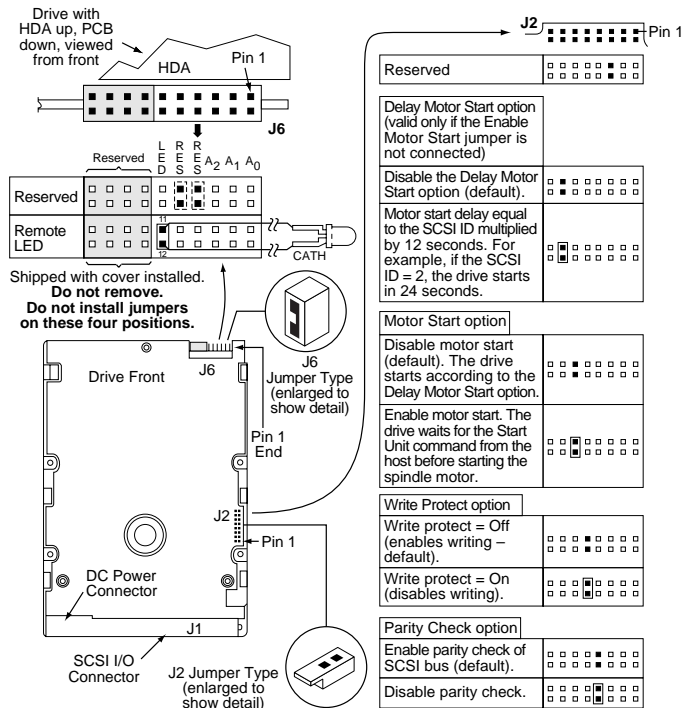 Drive with
HDA up, PCB
down, viewed
from front
HDA
Pin 1
J6
Reserved
LED
RES
RES
A2
A1
A0
Reserved
Remote
LED
11
12
CATH
Shipped with cover installed.
Do not remove.
Do not install jumpers
on these four positions.
J6
Jumper Type
(enlarged to
show detail)
Drive Front
J6
Pin 1
End
J2
Pin 1
DC Power
Connector
J1
SCSI I/O
Connector
J2 Jumper Type
(enlarged to
show detail)
J2
Pin 1
Reserved
Delay Motor Start option
(valid only if the Enable
Motor Start jumper is
not connected)
Disable the Delay Motor
Start option (default).
Motor start delay equal
to the SCSI ID multiplied
by 12 seconds. For
example, if the SCSI
ID = 2, the drive starts
in 24 seconds.
Motor Start option
Disable motor start
(default). The drive
starts according to the
Delay Motor Start option.
Enable motor start. The
drive waits for the Start
Unit command from the
host before starting the
spindle motor.
Write Protect option
Write protect = Off
(enables writing –
default).
Write protect = On
(disables writing).
Parity Check option
Enable parity check of
SCSI bus (default).
Disable parity check.